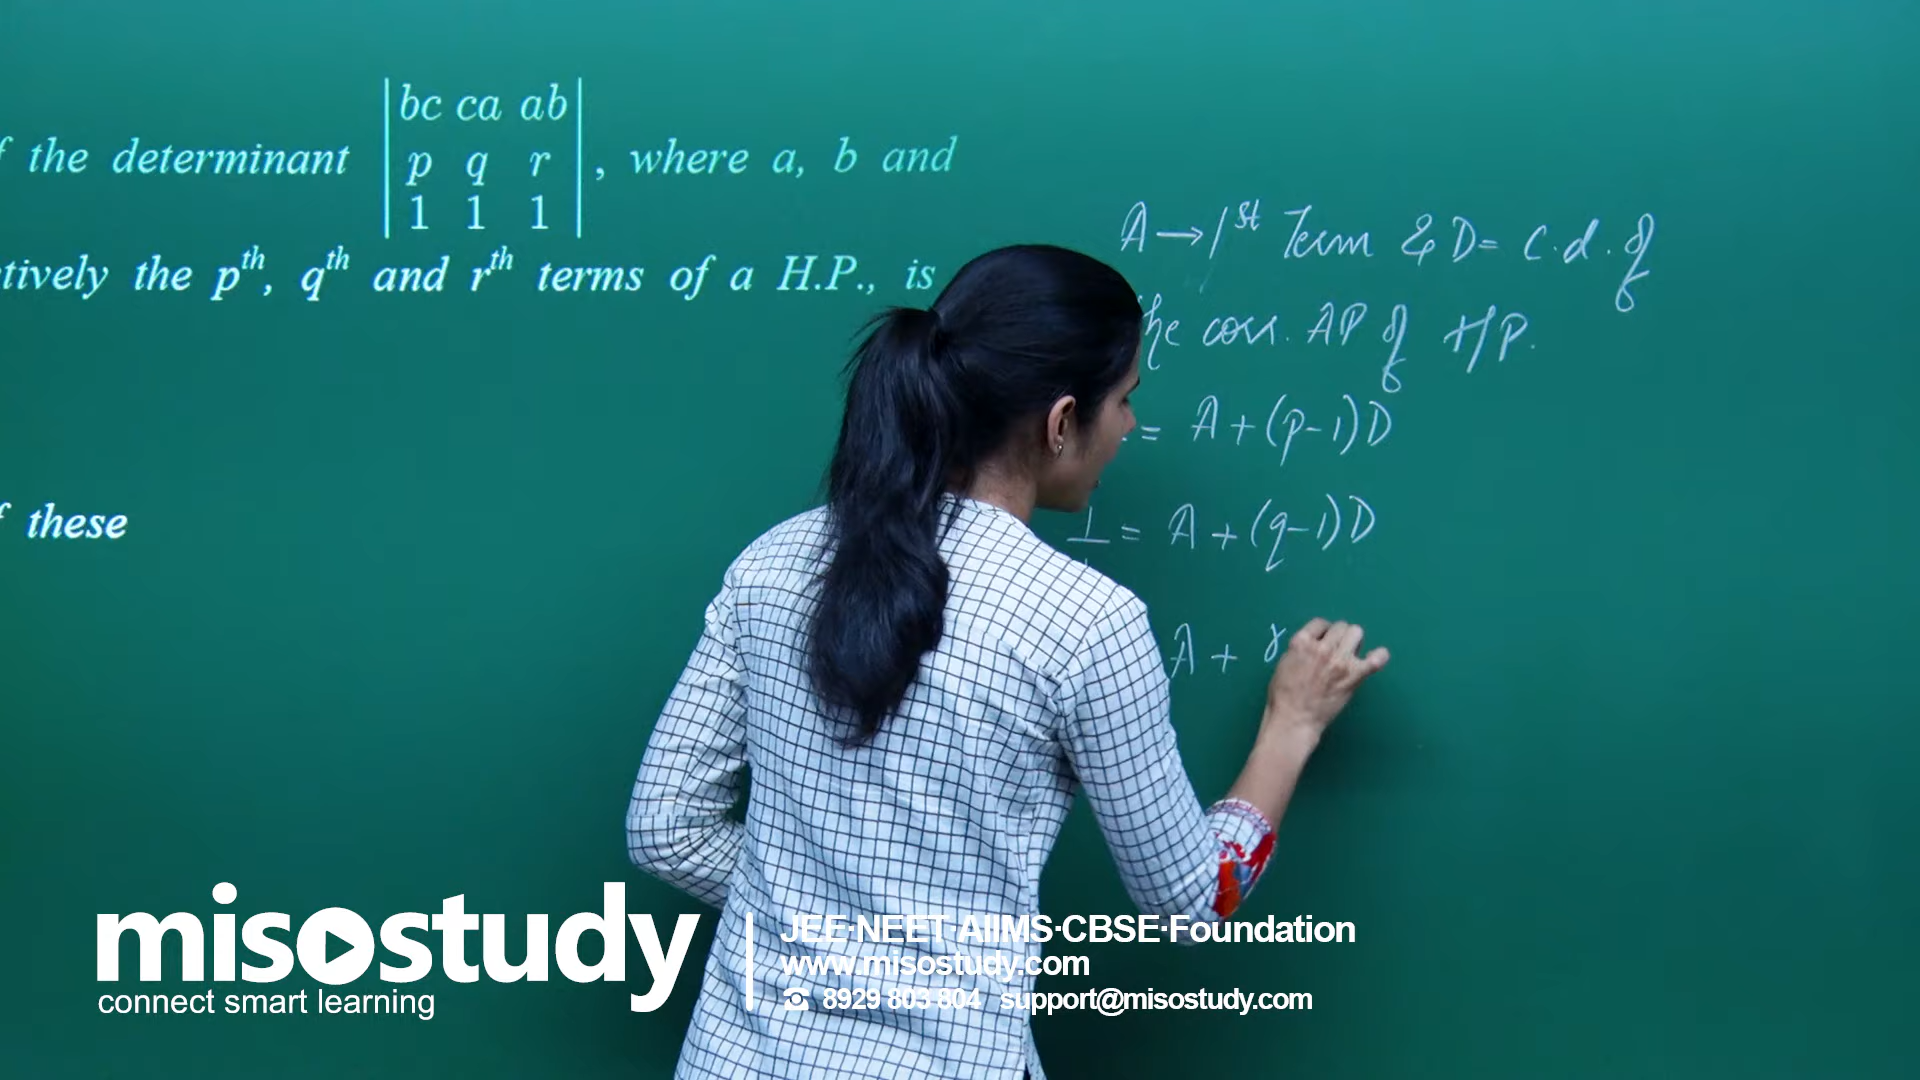 f the determinant | bc ca ab |
| p q r |, where a, b and
| 1 1 1 |
tively the pth, qth and rth terms of a H.P., is
f these
A → 1st Term & D = C.d. of
the corr. AP of H/P.
= A + (p-1)D
1 = A + (q-1)D
A + r
misostudy
connect smart learning
JEE·NEET·AIIMS·CBSE·Foundation
www.misostudy.com
☎ 8929 803 804 support@misostudy.com